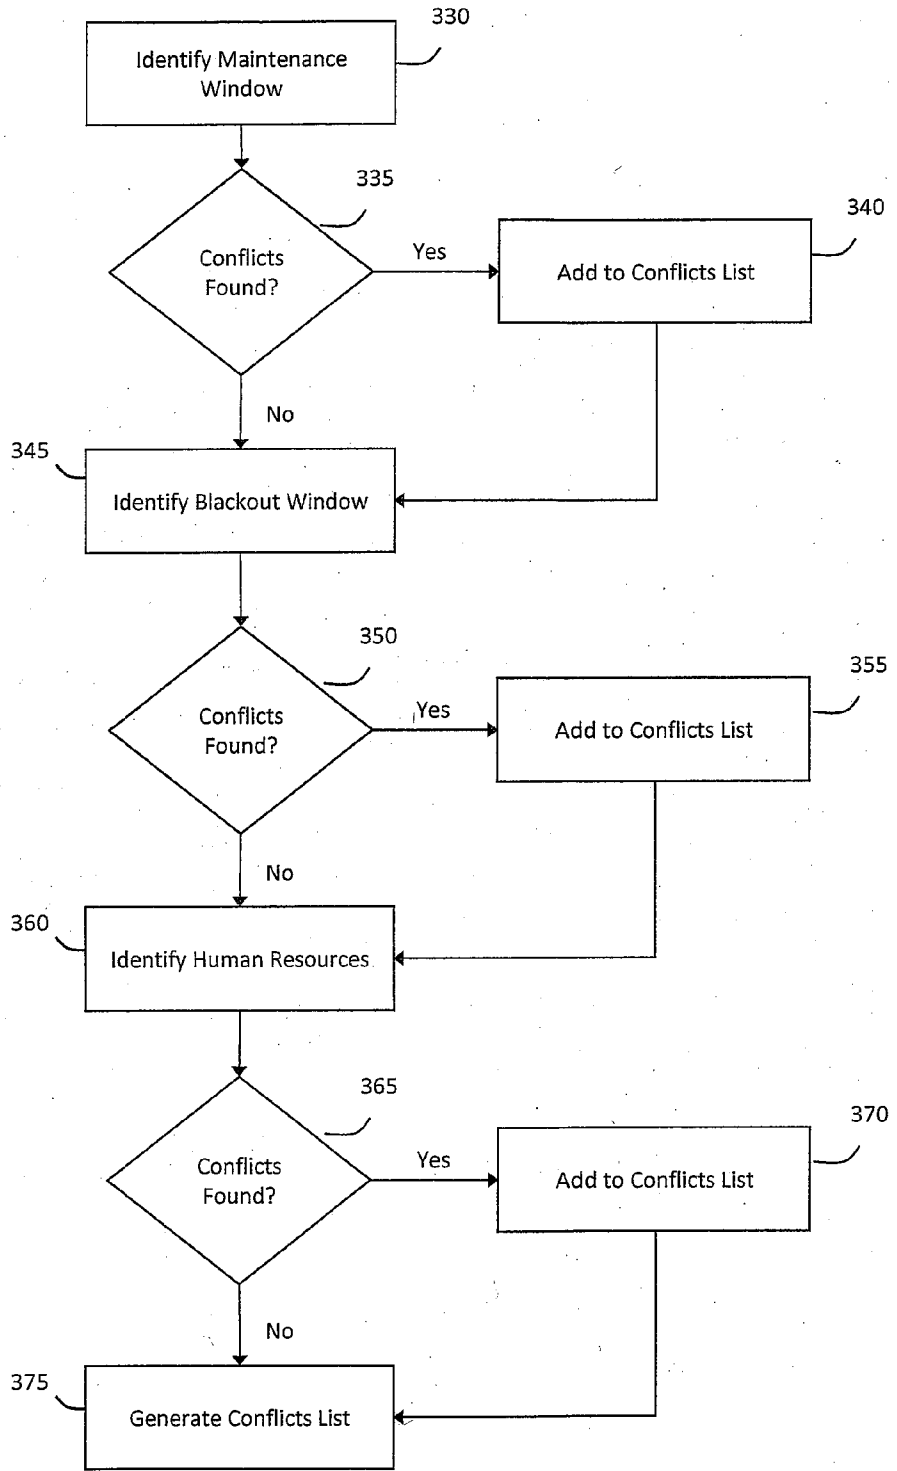 330
Identify Maintenance
Window
335
340
Conflicts
Found?
Yes
Add to Conflicts List
No
345
Identify Blackout Window
350
355
Conflicts
Found?
Yes
Add to Conflicts List
No
360
Identify Human Resources
365
370
Conflicts
Found?
Yes
Add to Conflicts List
No
375
Generate Conflicts List